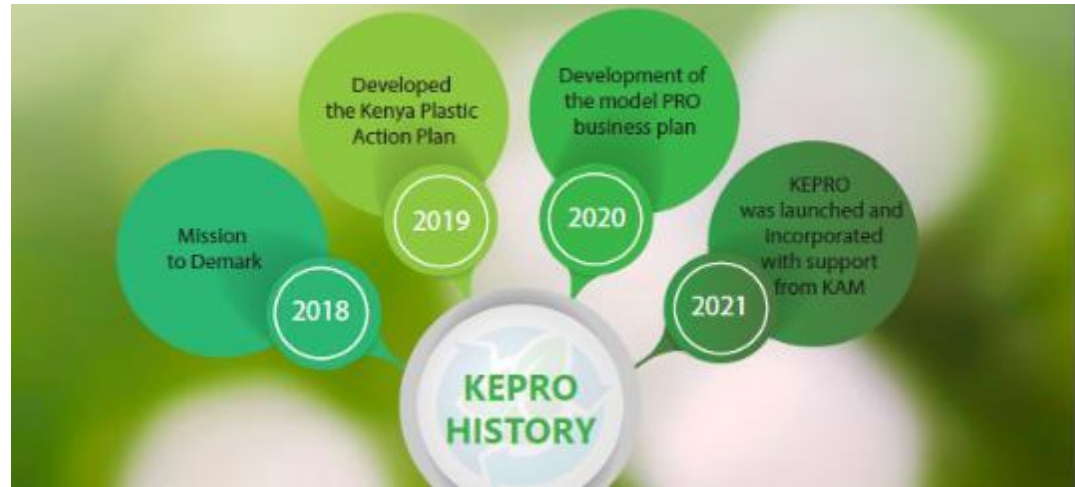 Mission
to Demark
2018
Developed
the Kenya Plastic
Action Plan
2019
Development of
the model PRO
business plan
2020
KEPRO
was launched and
incorporated
with support
from KAM
2021
KEPRO
HISTORY